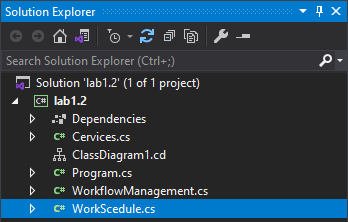 Solution Explorer
Search Solution Explorer (Ctrl+;)
Solution 'lab1.2' (1 of 1 project)
C# lab1.2
Dependencies
C# Cervices.cs
ClassDiagram1.cd
C# Program.cs
C# WorkflowManagement.cs
C# WorkScedule.cs